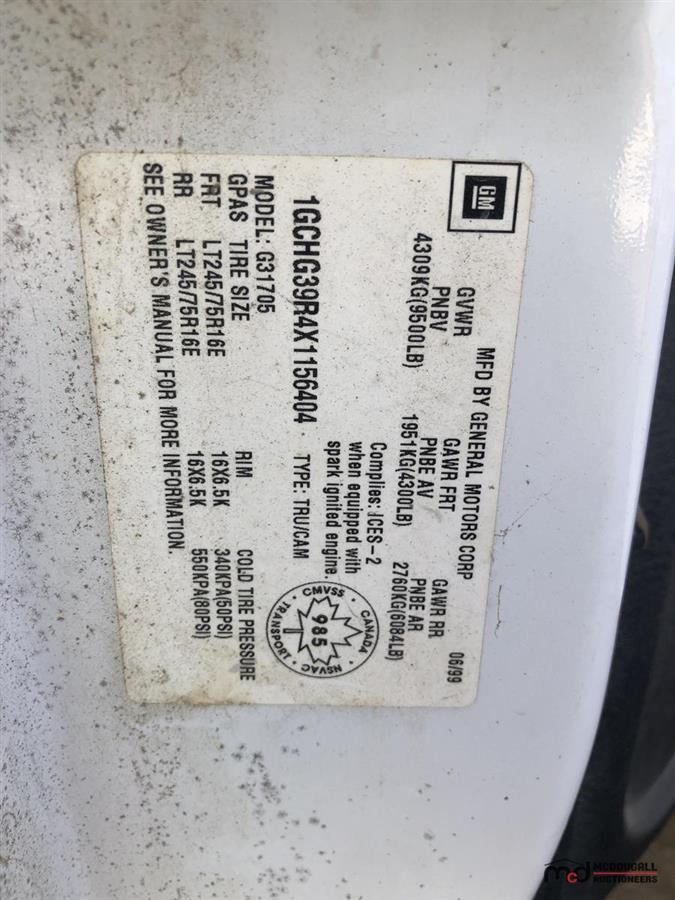 GM
MFD BY GENERAL MOTORS CORP 06/99
GVWR GAWR FRT GAWR RR
PNBV PNBE AV PNBE AR
4309KG(9500LB) 1951KG(4300LB) 2760KG(6084LB)
Complies: ICES-2
when equipped with
spark ignited engine.
CANADA
CMVSS
985
NSVAC
TRANSPORT
1GCHG39R4X1156404 TYPE: TRU/CAM
MODEL: G31705
GPAS TIRE SIZE RIM COLD TIRE PRESSURE
FRT LT245/75R16E 16X6.5K 340KPA(50PSI)
RR LT245/75R16E 16X6.5K 550KPA(80PSI)
SEE OWNER'S MANUAL FOR MORE INFORMATION.
mcd MCDOUGALL
AUCTIONEERS